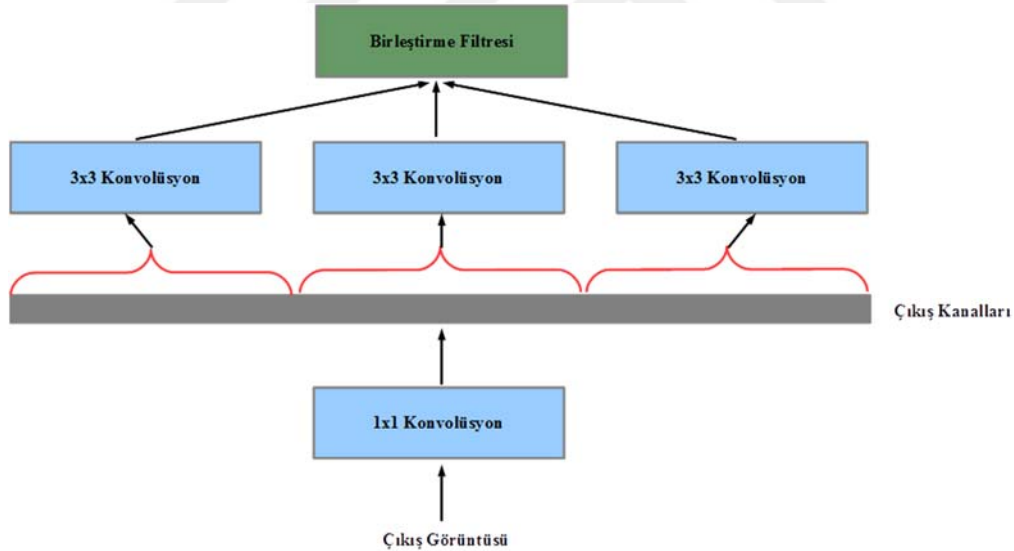 Birleştirme Filtresi
3x3 Konvolüsyon
3x3 Konvolüsyon
3x3 Konvolüsyon
Çıkış Kanalları
1x1 Konvolüsyon
Çıkış Görüntüsü